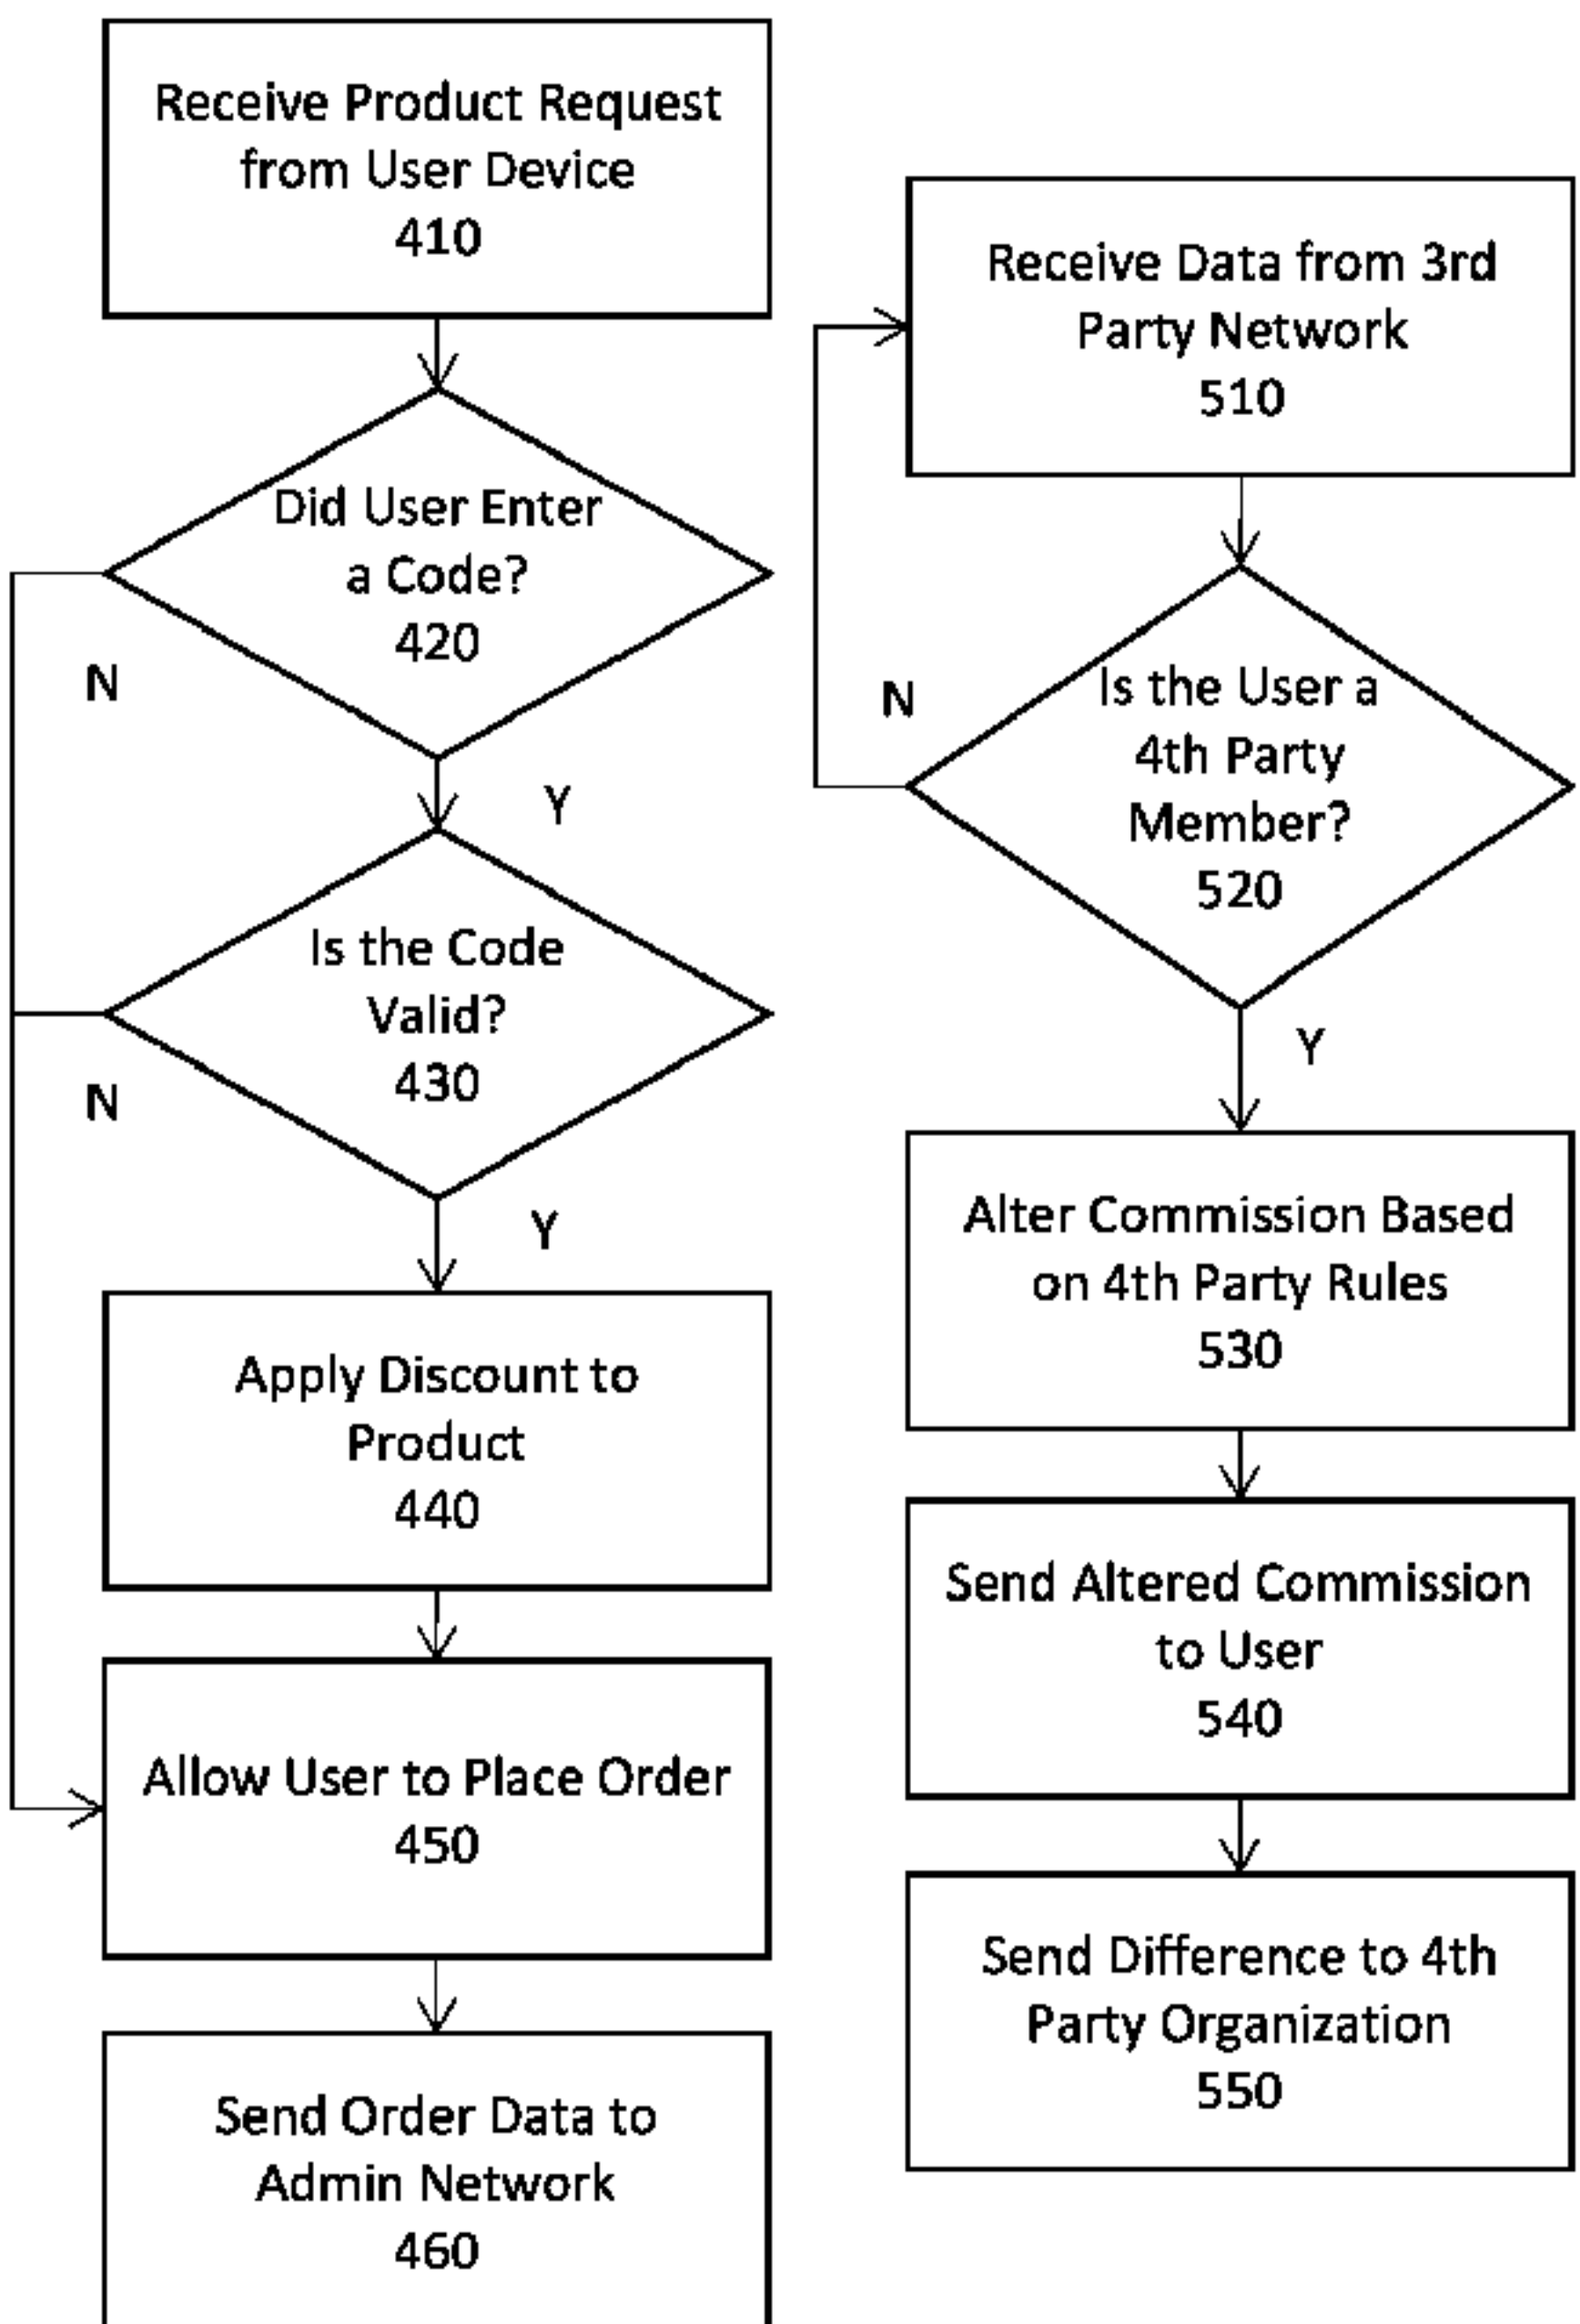 Receive Product Request
from User Device
410
Did User Enter
a Code?
420
N
Y
Is the Code
Valid?
430
N
Y
Apply Discount to
Product
440
Allow User to Place Order
450
Send Order Data to
Admin Network
460
Receive Data from 3rd
Party Network
510
Is the User a
4th Party
Member?
520
N
Y
Alter Commission Based
on 4th Party Rules
530
Send Altered Commission
to User
540
Send Difference to 4th
Party Organization
550